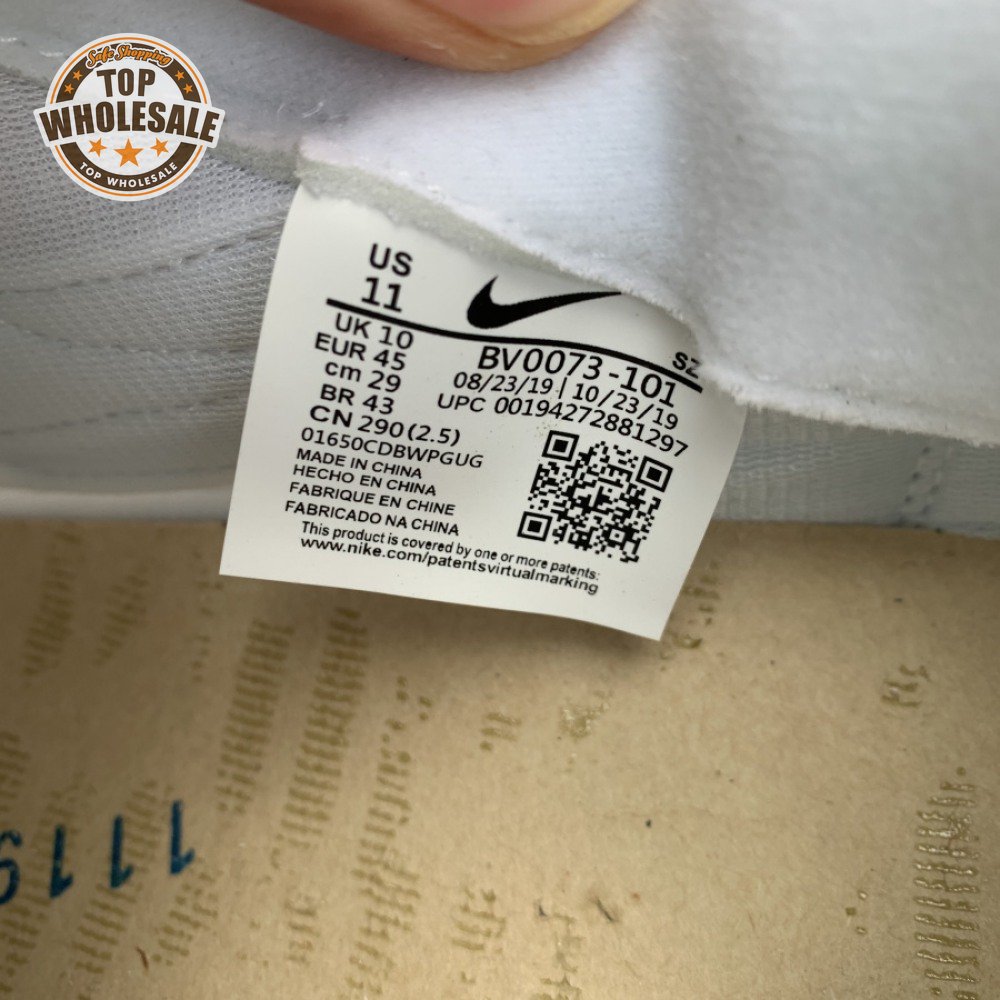 Safe Shopping
TOP
WHOLESALE
TOP WHOLESALE
US
11
UK 10
EUR 45
cm 29
BR 43
CN 290 (2.5)
01650CDBWPGUG
MADE IN CHINA
HECHO EN CHINA
FABRIQUE EN CHINE
FABRICADO NA CHINA
SZ
BV0073-101
08/23/19 | 10/23/19
UPC 00194272881297
This product is covered by one or more patents:
www.nike.com/patentsvirtualmarking
1119